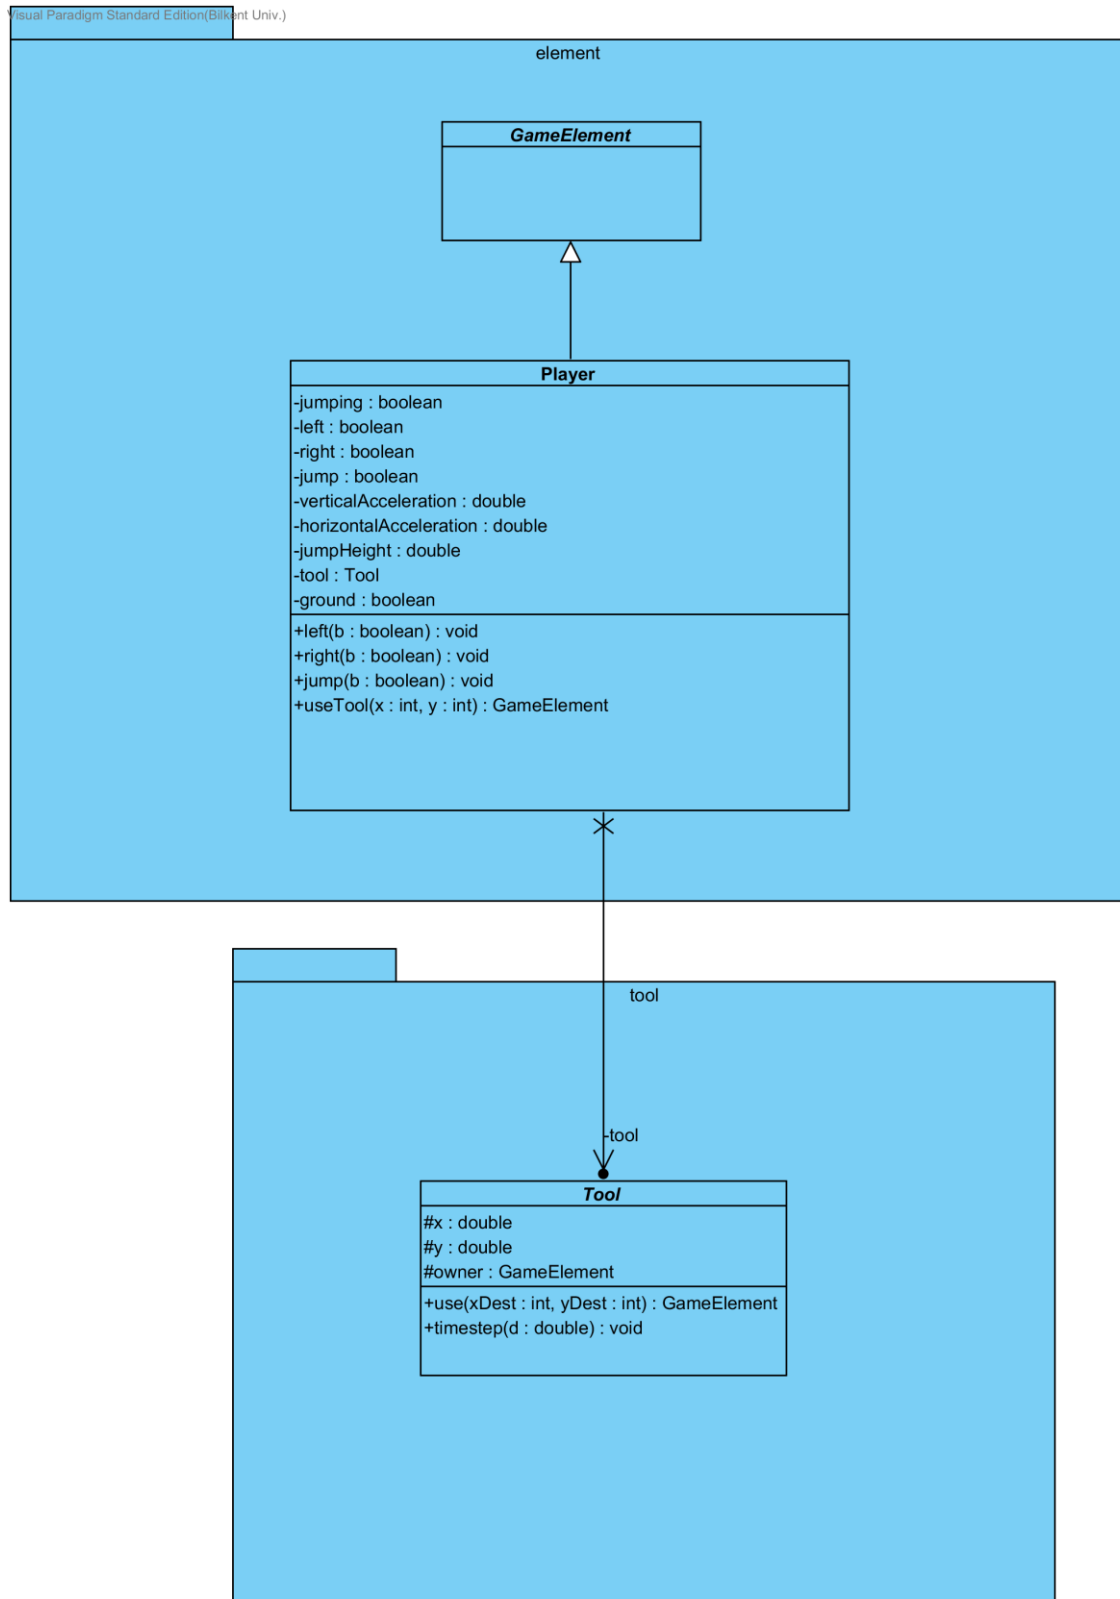 Visual Paradigm Standard Edition(Bilkent Univ.)
element
GameElement
Player
-jumping : boolean
-left : boolean
-right : boolean
-jump : boolean
-verticalAcceleration : double
-horizontalAcceleration : double
-jumpHeight : double
-tool : Tool
-ground : boolean
+left(b : boolean) : void
+right(b : boolean) : void
+jump(b : boolean) : void
+useTool(x : int, y : int) : GameElement
tool
-tool
Tool
#x : double
#y : double
#owner : GameElement
+use(xDest : int, yDest : int) : GameElement
+timestep(d : double) : void